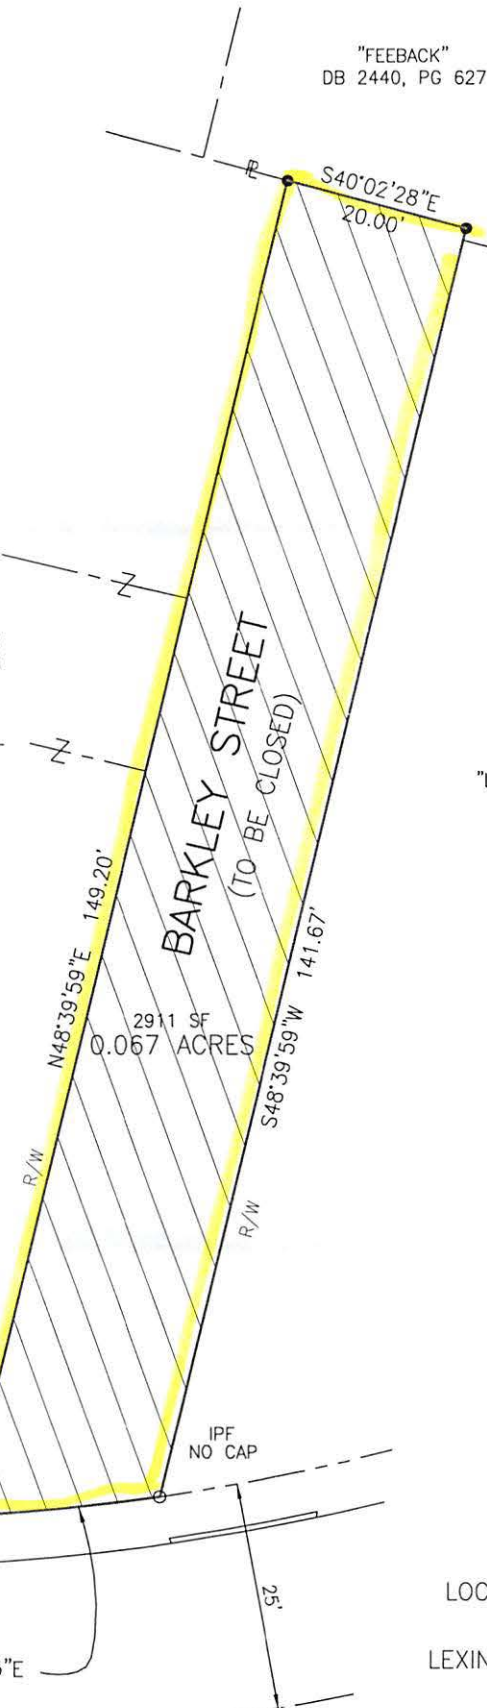 "FEEBACK"
DB 2440, PG 627
PL
S40°02'28"E
20.00'
Z
Z
BARKLEY STREET
(TO BE CLOSED)
N48°39'59"E 149.20'
S48°39'59"W 141.67'
2911 SF
0.067 ACRES
R/W
R/W
IPF
NO CAP
25'
LOC
"E
LEXIN